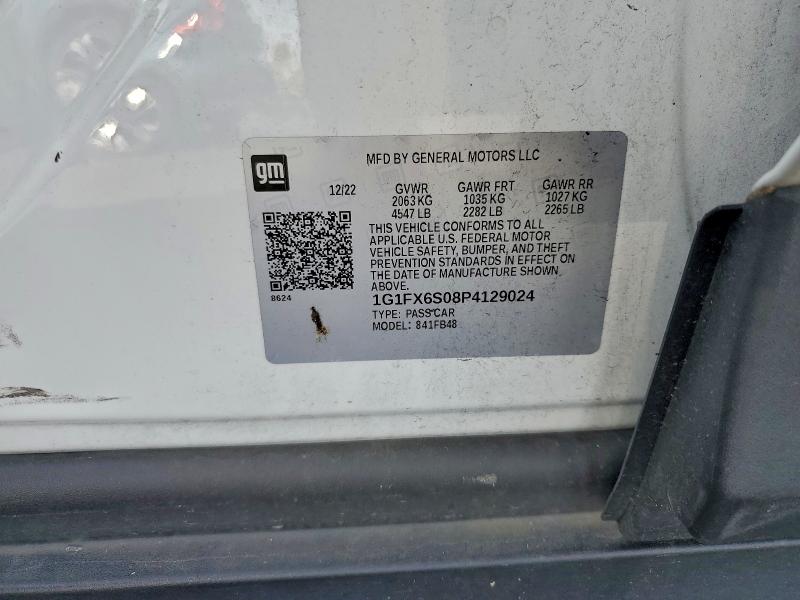 gm
MFD BY GENERAL MOTORS LLC
12/22 GVWR GAWR FRT GAWR RR
2063 KG 1035 KG 1027 KG
4547 LB 2282 LB 2265 LB
THIS VEHICLE CONFORMS TO ALL
APPLICABLE U.S. FEDERAL MOTOR
VEHICLE SAFETY, BUMPER, AND THEFT
PREVENTION STANDARDS IN EFFECT ON
THE DATE OF MANUFACTURE SHOWN
ABOVE.
8624
1G1FX6S08P4129024
TYPE: PASS CAR
MODEL: 841FB48